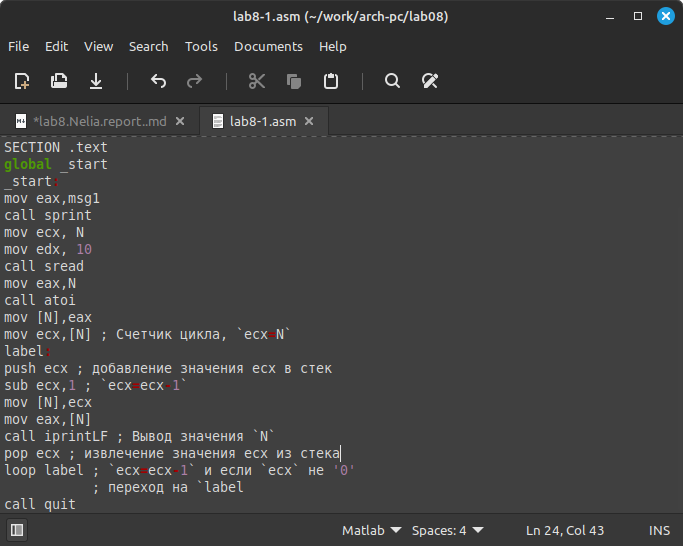 lab8-1.asm (~/work/arch-pc/lab08)
File Edit View Search Tools Documents Help
*lab8.Nelia.report..md lab8-1.asm
SECTION .text
global _start
_start:
mov eax,msg1
call sprint
mov ecx, N
mov edx, 10
call sread
mov eax,N
call atoi
mov [N],eax
mov ecx,[N] ; Счетчик цикла, `ecx=N`
label:
push ecx ; добавление значения ecx в стек
sub ecx,1 ; `ecx=ecx-1`
mov [N],ecx
mov eax,[N]
call iprintLF ; Вывод значения `N`
pop ecx ; извлечение значения ecx из стека
loop label ; `ecx=ecx-1` и если `ecx` не '0'
; переход на `label
call quit
Matlab Spaces: 4 Ln 24, Col 43 INS